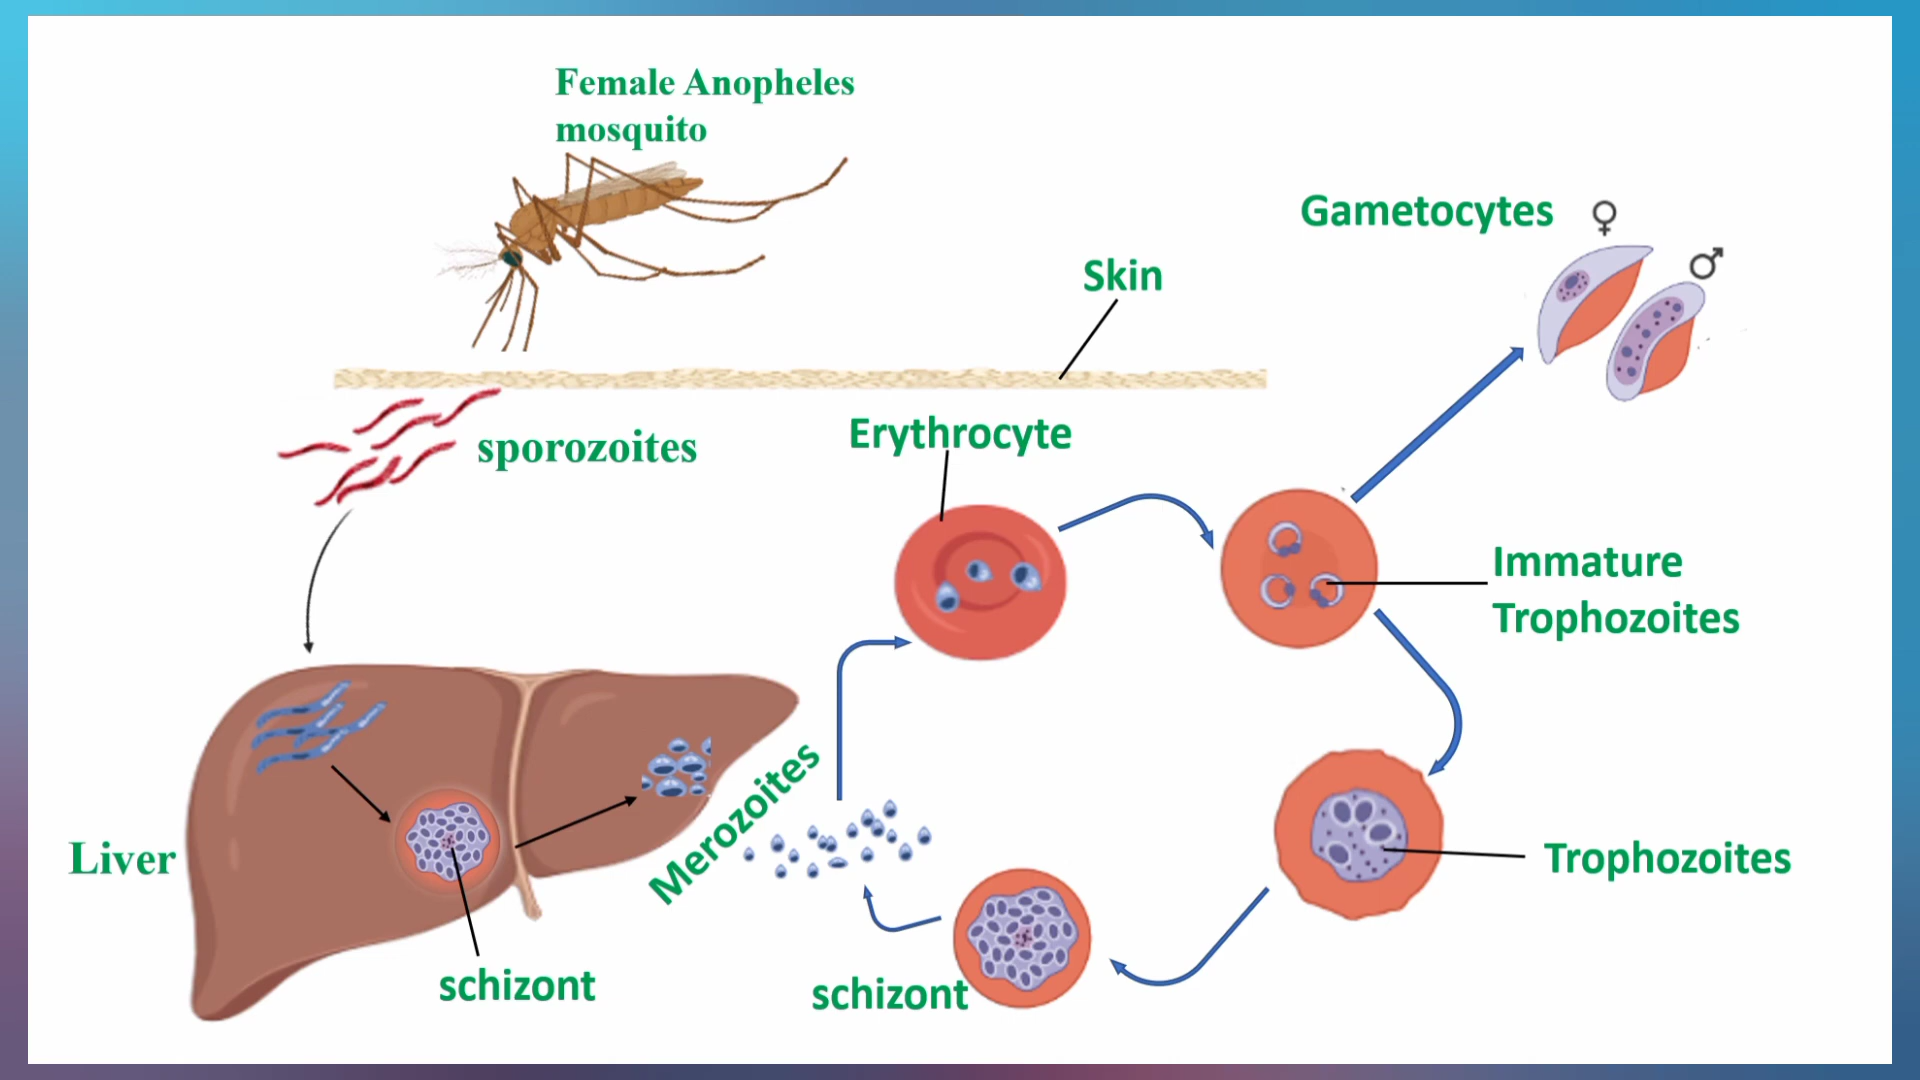 Female Anopheles
mosquito
Gametocytes ♀
♂
Skin
Erythrocyte
sporozoites
Immature
Trophozoites
Merozoites
Liver
Trophozoites
schizont
schizont